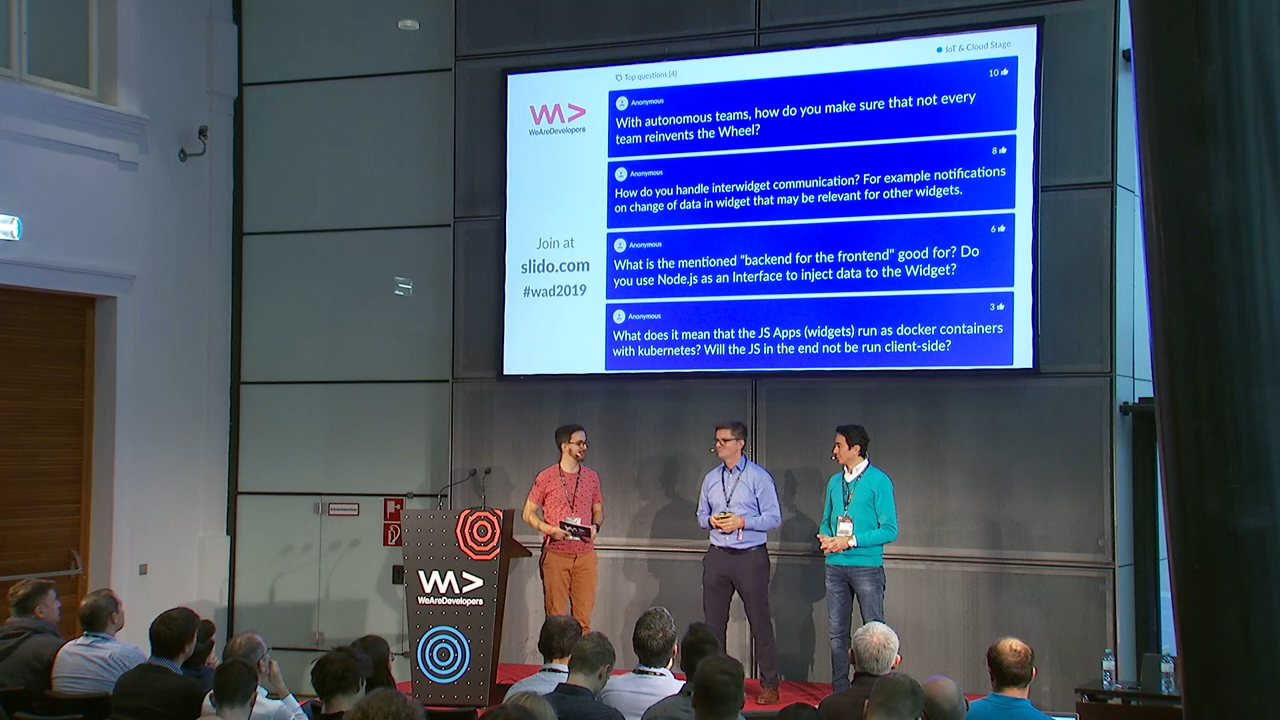 IoT & Cloud Stage
Top questions (4)
WeAreDevelopers
Join at
slido.com
#wad2019
Anonymous
10
With autonomous teams, how do you make sure that not every
team reinvents the Wheel?
Anonymous
8
How do you handle interwidget communication? For example notifications
on change of data in widget that may be relevant for other widgets.
Anonymous
6
What is the mentioned "backend for the frontend" good for? Do
you use Node.js as an Interface to inject data to the Widget?
Anonymous
3
What does it mean that the JS Apps (widgets) run as docker containers
with kubernetes? Will the JS in the end not be run client-side?
WeAreDevelopers